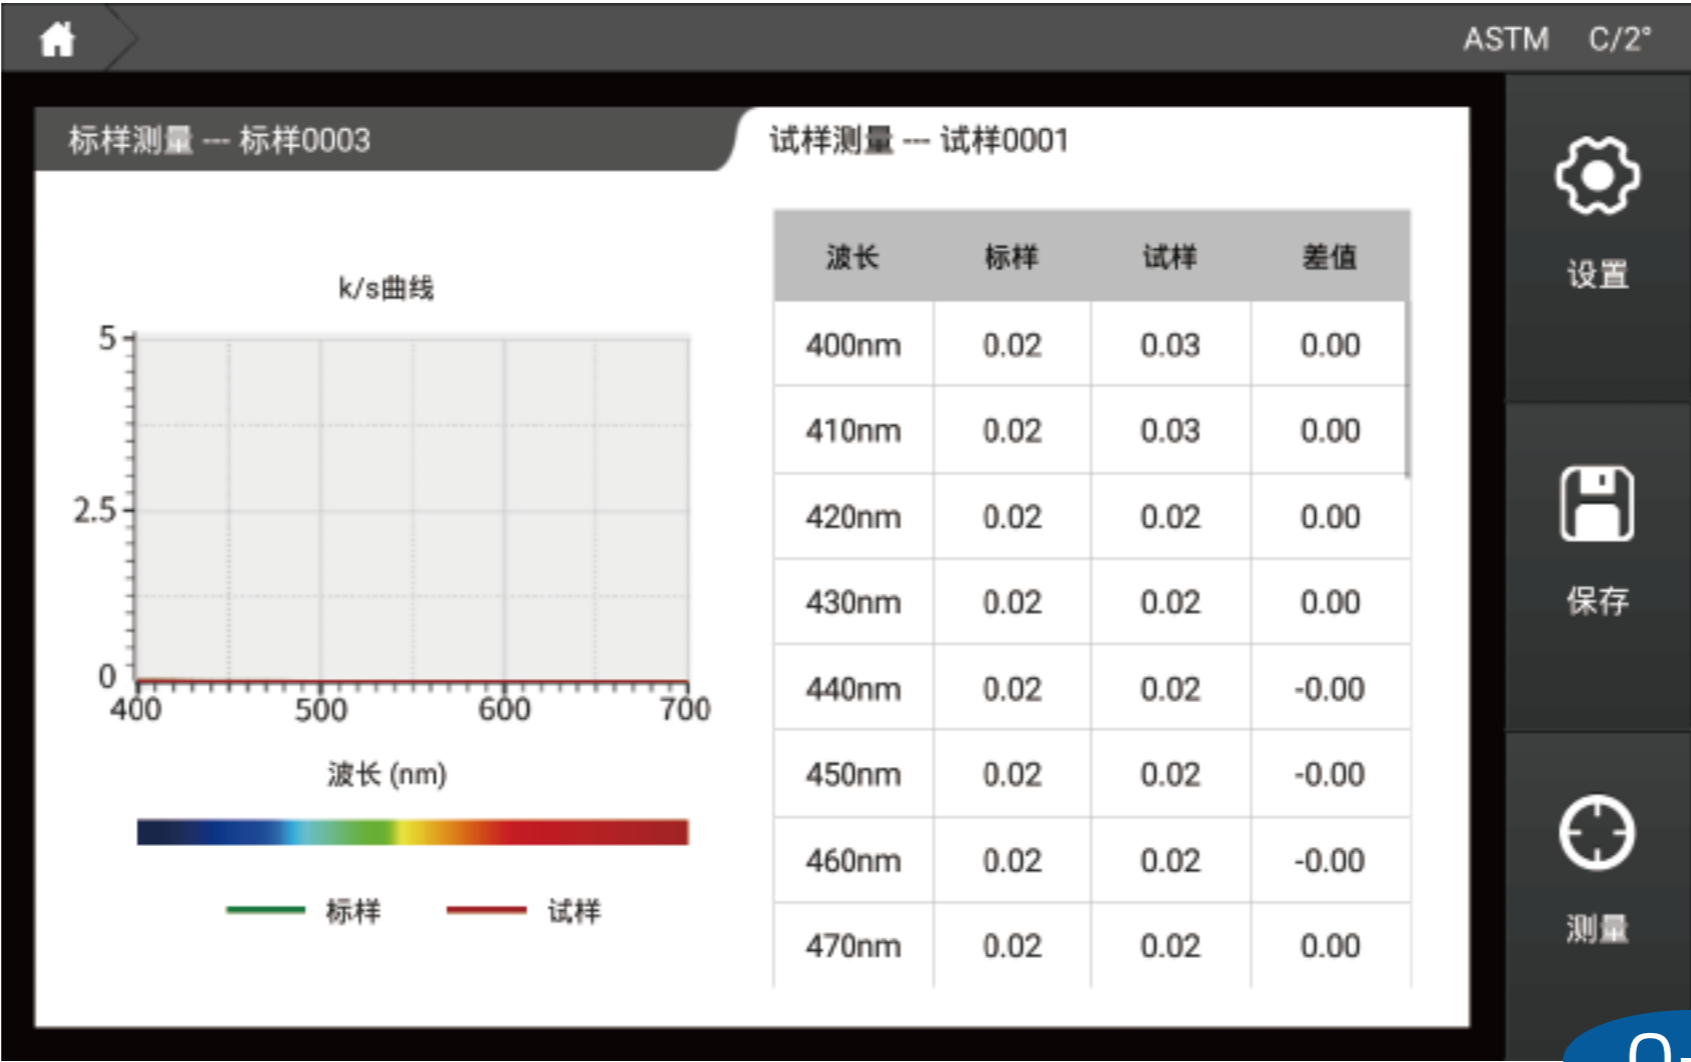 ASTM C/2°
标样测量 --- 标样0003
试样测量 --- 试样0001
k/s曲线
5
2.5
0
400 500 600 700
波长 (nm)
标样 试样
波长 标样 试样 差值
400nm 0.02 0.03 0.00
410nm 0.02 0.03 0.00
420nm 0.02 0.02 0.00
430nm 0.02 0.02 0.00
440nm 0.02 0.02 -0.00
450nm 0.02 0.02 -0.00
460nm 0.02 0.02 -0.00
470nm 0.02 0.02 0.00
设置
保存
测量